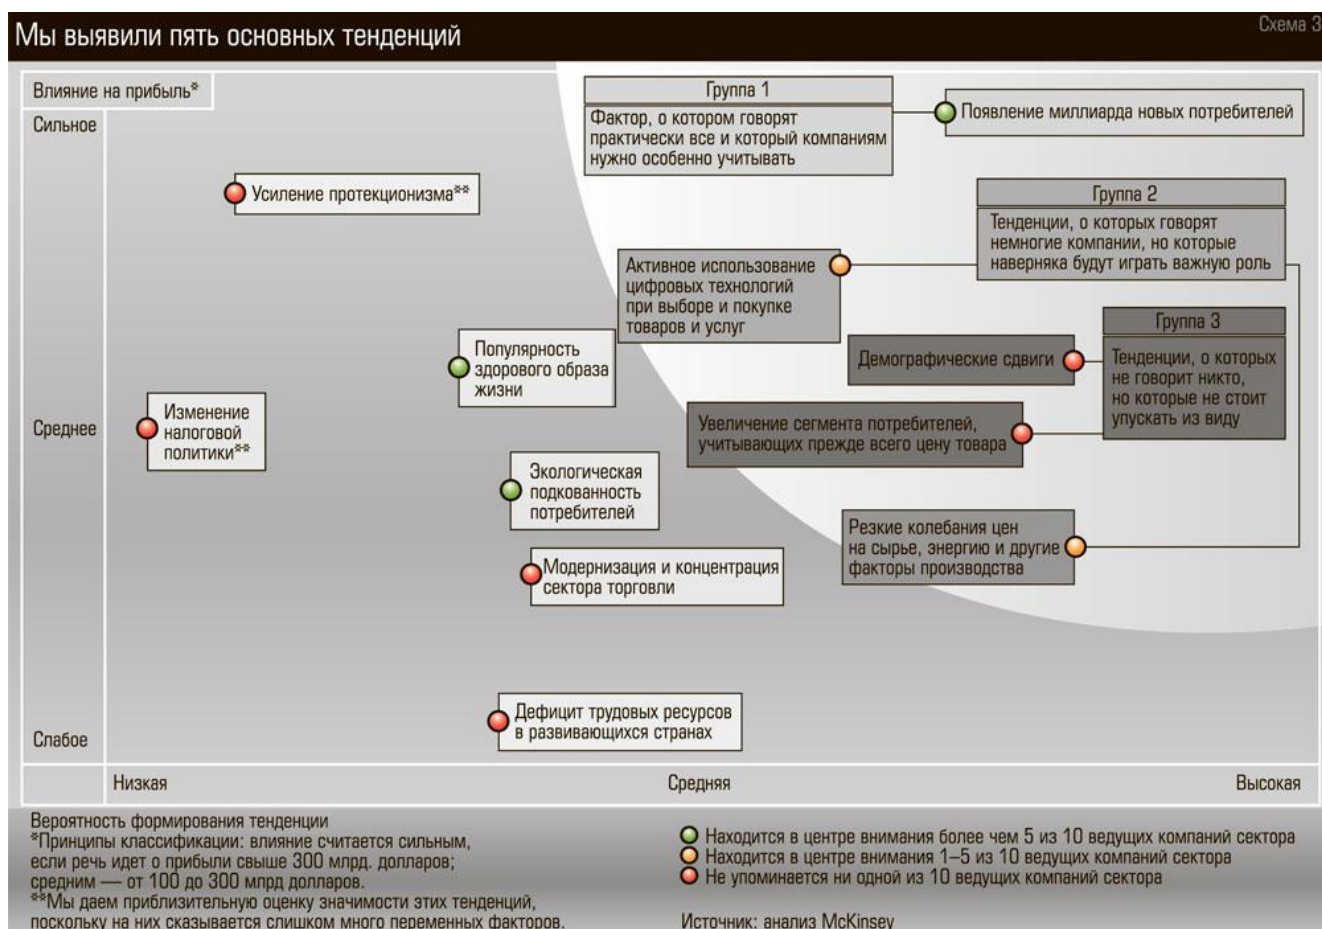 Схема 3
Мы выявили пять основных тенденций
Влияние на прибыль*
Сильное
Среднее
Слабое
Группа 1
Фактор, о котором говорят
практически все и который компаниям
нужно особенно учитывать
Появление миллиарда новых потребителей
Усиление протекционизма**
Группа 2
Тенденции, о которых говорят
немногие компании, но которые
наверняка будут играть важную роль
Активное использование
цифровых технологий
при выборе и покупке
товаров и услуг
Группа 3
Тенденции, о которых
не говорит никто,
но которые не стоит
упускать из виду
Популярность
здорового образа
жизни
Демографические сдвиги
Изменение
налоговой
политики**
Увеличение сегмента потребителей,
учитывающих прежде всего цену товара
Экологическая
подкованность
потребителей
Резкие колебания цен
на сырье, энергию и другие
факторы производства
Модернизация и концентрация
сектора торговли
Дефицит трудовых ресурсов
в развивающихся странах
Низкая
Средняя
Высокая
Вероятность формирования тенденции
*Принципы классификации: влияние считается сильным,
если речь идет о прибыли свыше 300 млрд. долларов;
средним — от 100 до 300 млрд долларов.
**Мы даем приблизительную оценку значимости этих тенденций,
поскольку на них сказывается слишком много переменных факторов.
Находится в центре внимания более чем 5 из 10 ведущих компаний сектора
Находится в центре внимания 1–5 из 10 ведущих компаний сектора
Не упоминается ни одной из 10 ведущих компаний сектора
Источник: анализ McKinsey